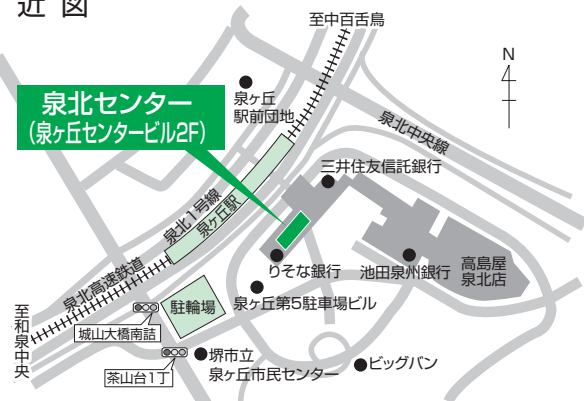 近図
至中百舌鳥
N
泉ヶ丘
駅前団地
泉北センター
(泉ヶ丘センタービル2F)
泉北中央線
三井住友信託銀行
泉北1号線
泉ヶ丘駅
泉北高速鉄道
りそな銀行
池田泉州銀行
高島屋
泉北店
駐輪場
泉ヶ丘第5駐車場ビル
至和泉中央
城山大橋南詰
茶山台1丁
堺市立
泉ヶ丘市民センター
ビッグバン